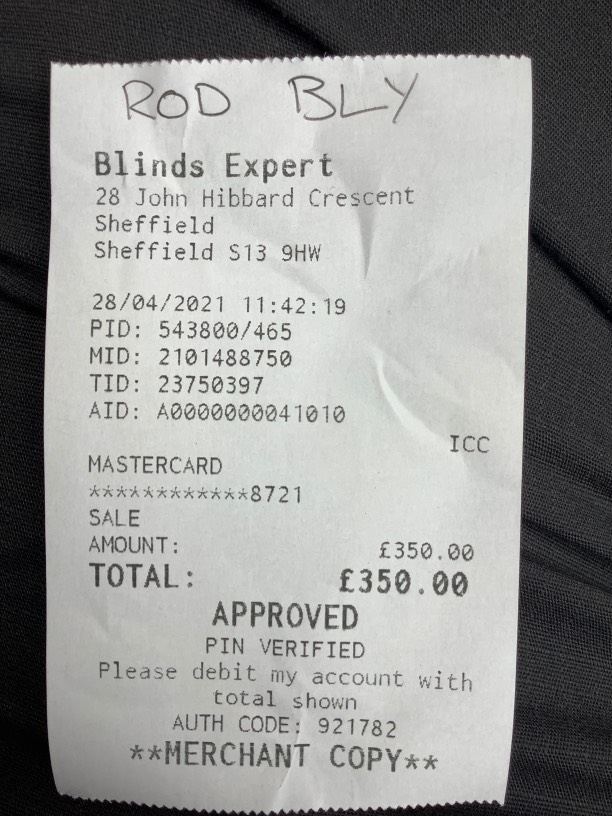 ROD BLY
Blinds Expert
28 John Hibbard Crescent
Sheffield
Sheffield S13 9HW
28/04/2021 11:42:19
PID: 543800/465
MID: 2101488750
TID: 23750397
AID: A0000000041010
ICC
MASTERCARD
************8721
SALE
AMOUNT: £350.00
TOTAL: £350.00
APPROVED
PIN VERIFIED
Please debit my account with
total shown
AUTH CODE: 921782
**MERCHANT COPY**